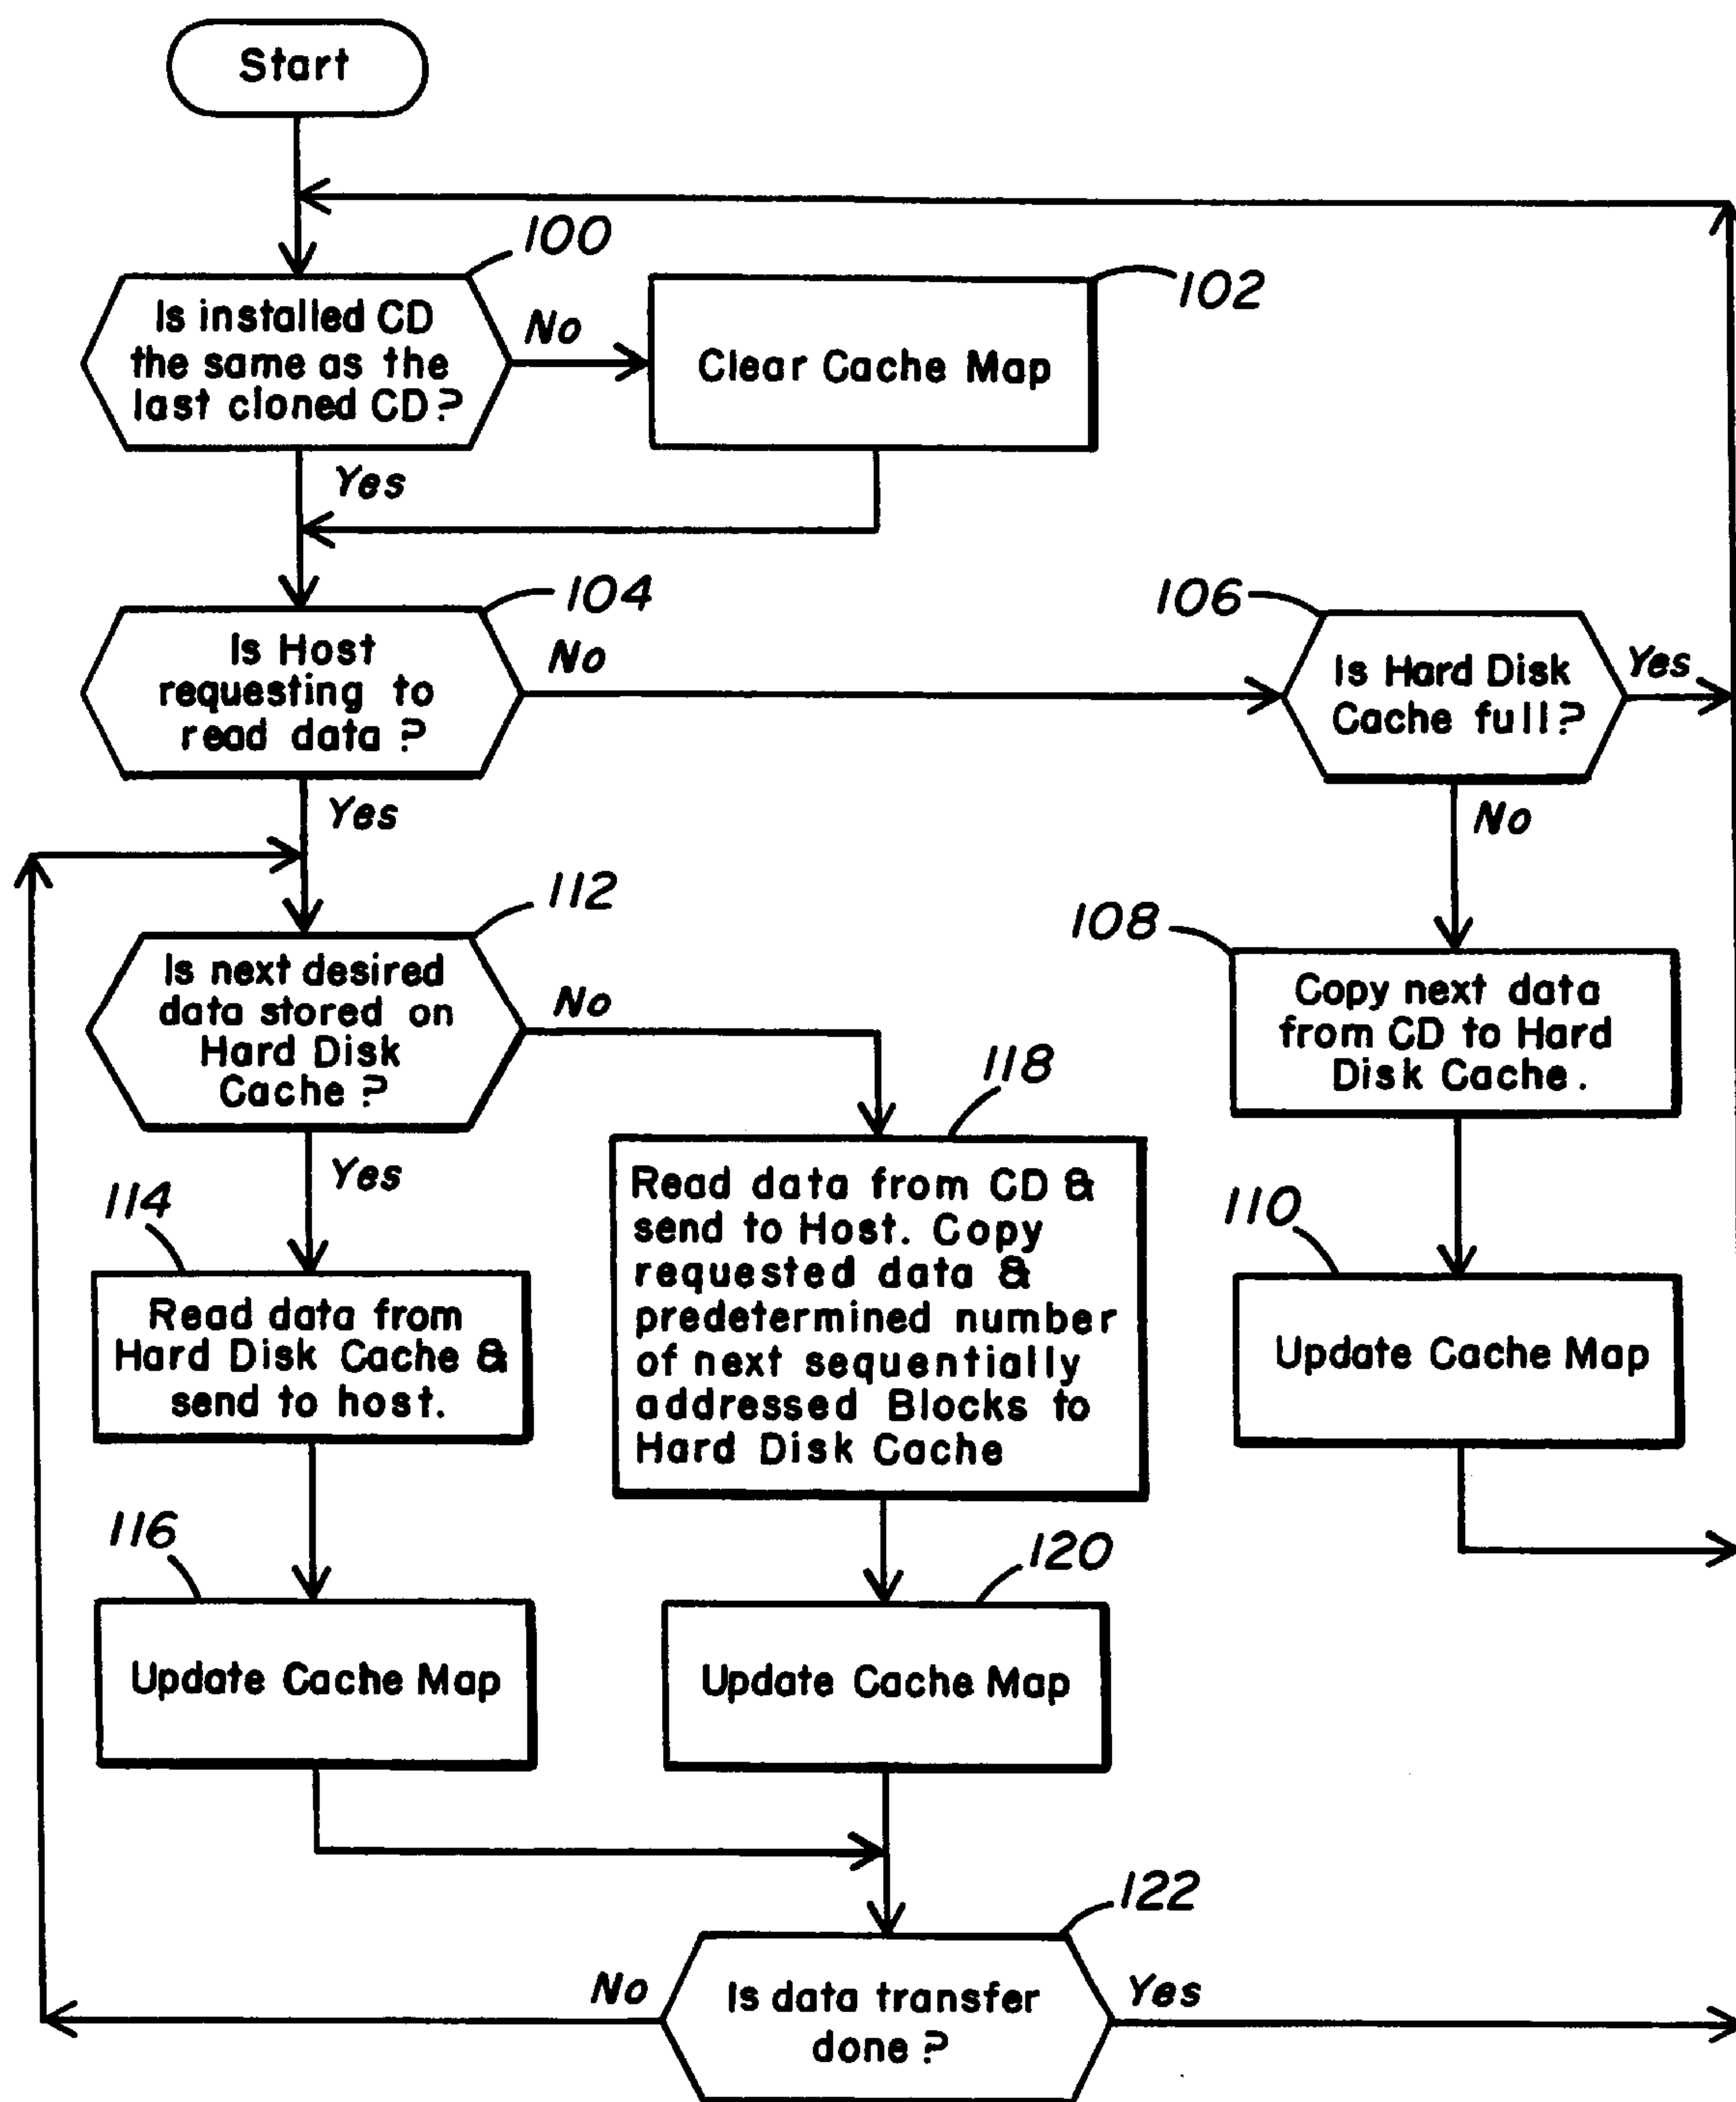 Start
100
Is installed CD
the same as the
last cloned CD?
No
102
Clear Cache Map
Yes
104
Is Host
requesting to
read data?
No
106
Is Hard Disk
Cache full?
Yes
Yes
No
112
Is next desired
data stored on
Hard Disk
Cache?
No
108
Copy next data
from CD to Hard
Disk Cache.
118
Read data from CD &
send to Host. Copy
requested data &
predetermined number
of next sequentially
addressed Blocks to
Hard Disk Cache
Yes
114
Read data from
Hard Disk Cache &
send to host.
110
Update Cache Map
116
Update Cache Map
120
Update Cache Map
122
Is data transfer
done?
No
Yes